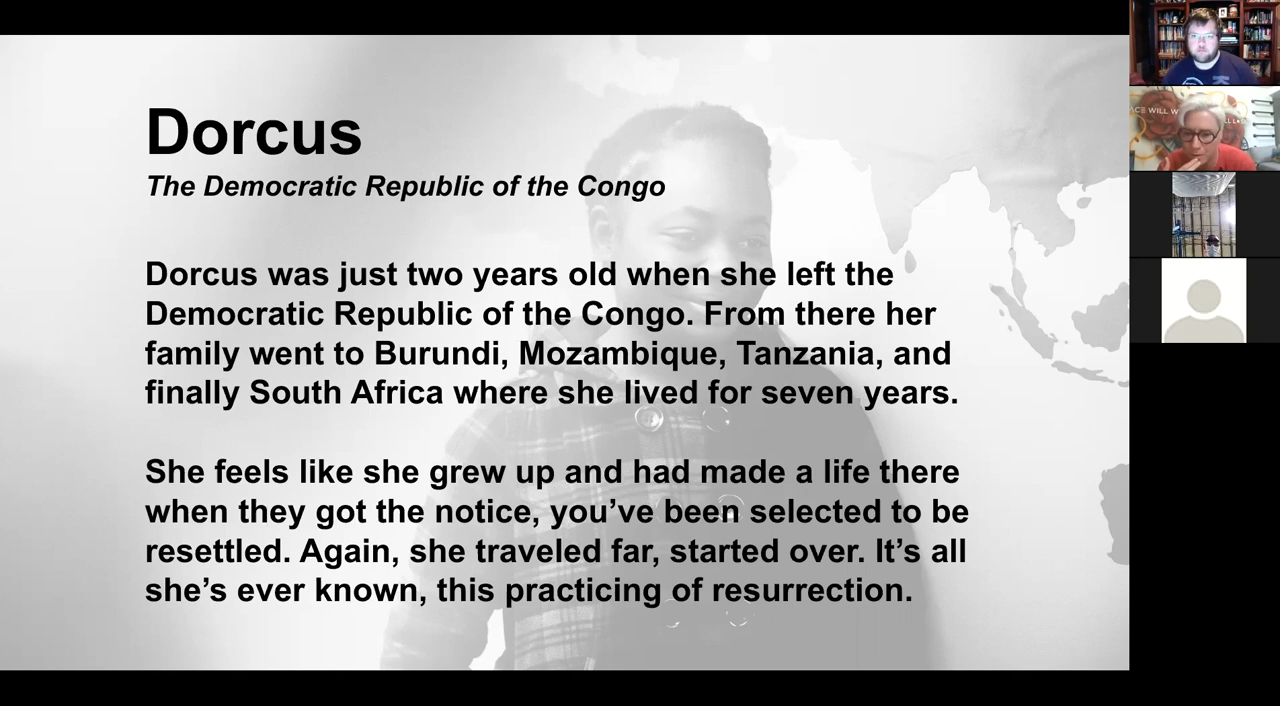 Dorcus
The Democratic Republic of the Congo
Dorcus was just two years old when she left the
Democratic Republic of the Congo. From there her
family went to Burundi, Mozambique, Tanzania, and
finally South Africa where she lived for seven years.
She feels like she grew up and had made a life there
when they got the notice, you’ve been selected to be
resettled. Again, she traveled far, started over. It’s all
she’s ever known, this practicing of resurrection.
ACE WILL W